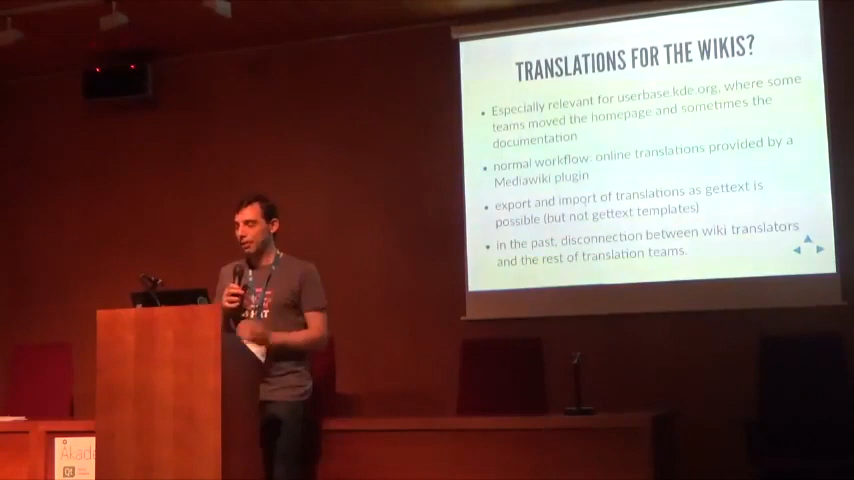 TRANSLATIONS FOR THE WIKIS?
• Especially relevant for userbase.kde.org, where some
teams moved the homepage and sometimes the
documentation
• normal workflow: online translations provided by a
Mediawiki plugin
• export and import of translations as gettext is
possible (but not gettext templates)
• in the past, disconnection between wiki translators
and the rest of translation teams.
Akade
Qt